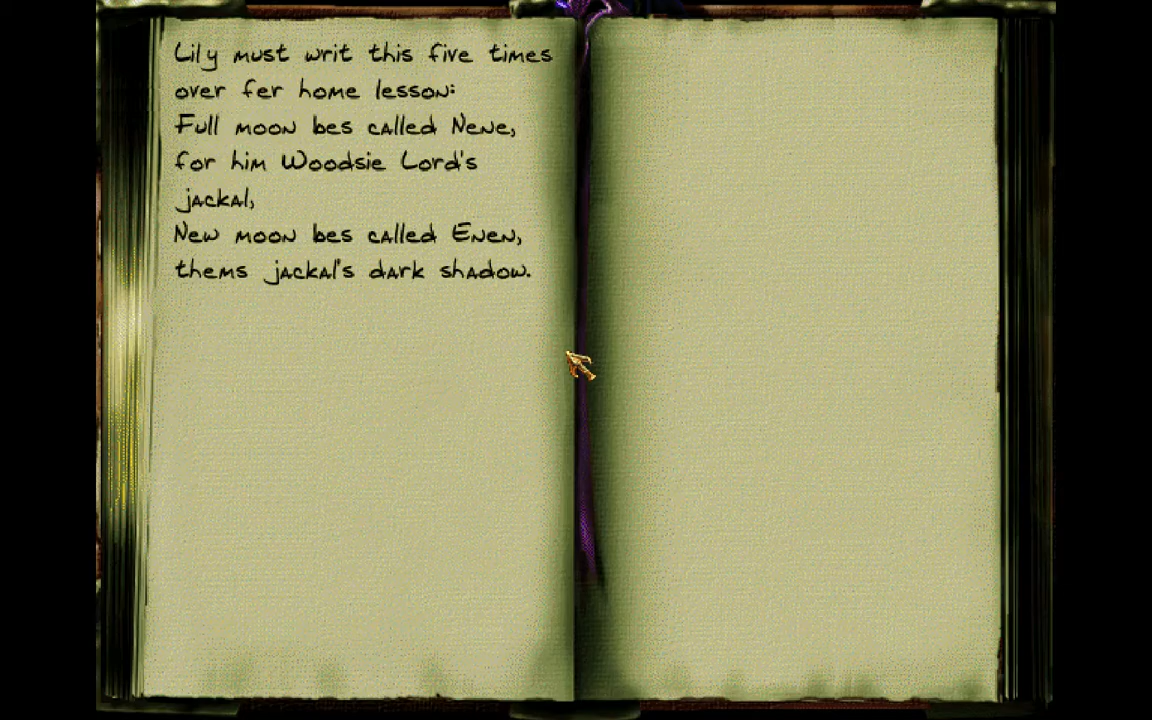 Lily must writ this five times
over fer home lesson:
Full moon bes called Nene,
for him Woodsie Lord's
jackal,
New moon bes called Enen,
thems jackal's dark shadow.